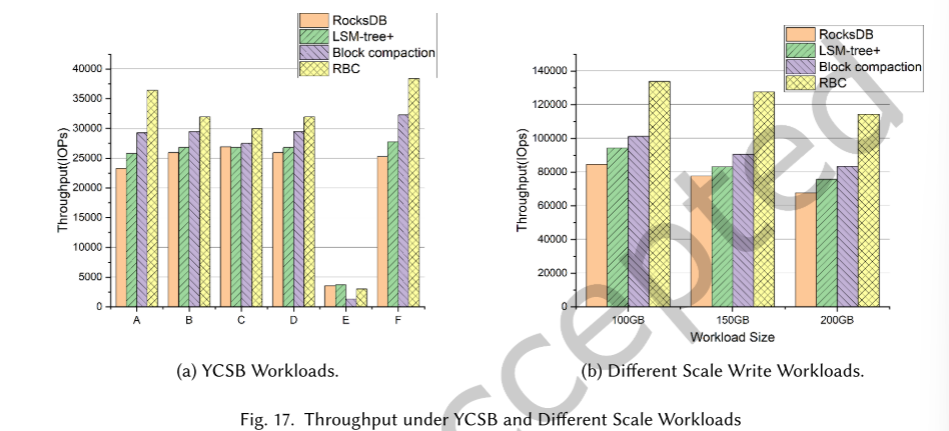 RocksDB
LSM-tree+
Block compaction
RBC
Throughput(IOPs)
40000
35000
30000
25000
20000
15000
10000
5000
0
A B C D E F
(a) YCSB Workloads.
RocksDB
LSM-tree+
Block compaction
RBC
Throughput(IOPs)
140000
120000
100000
80000
60000
40000
20000
0
100GB 150GB 200GB
Workload Size
(b) Different Scale Write Workloads.
Fig. 17. Throughput under YCSB and Different Scale Workloads
ccepted